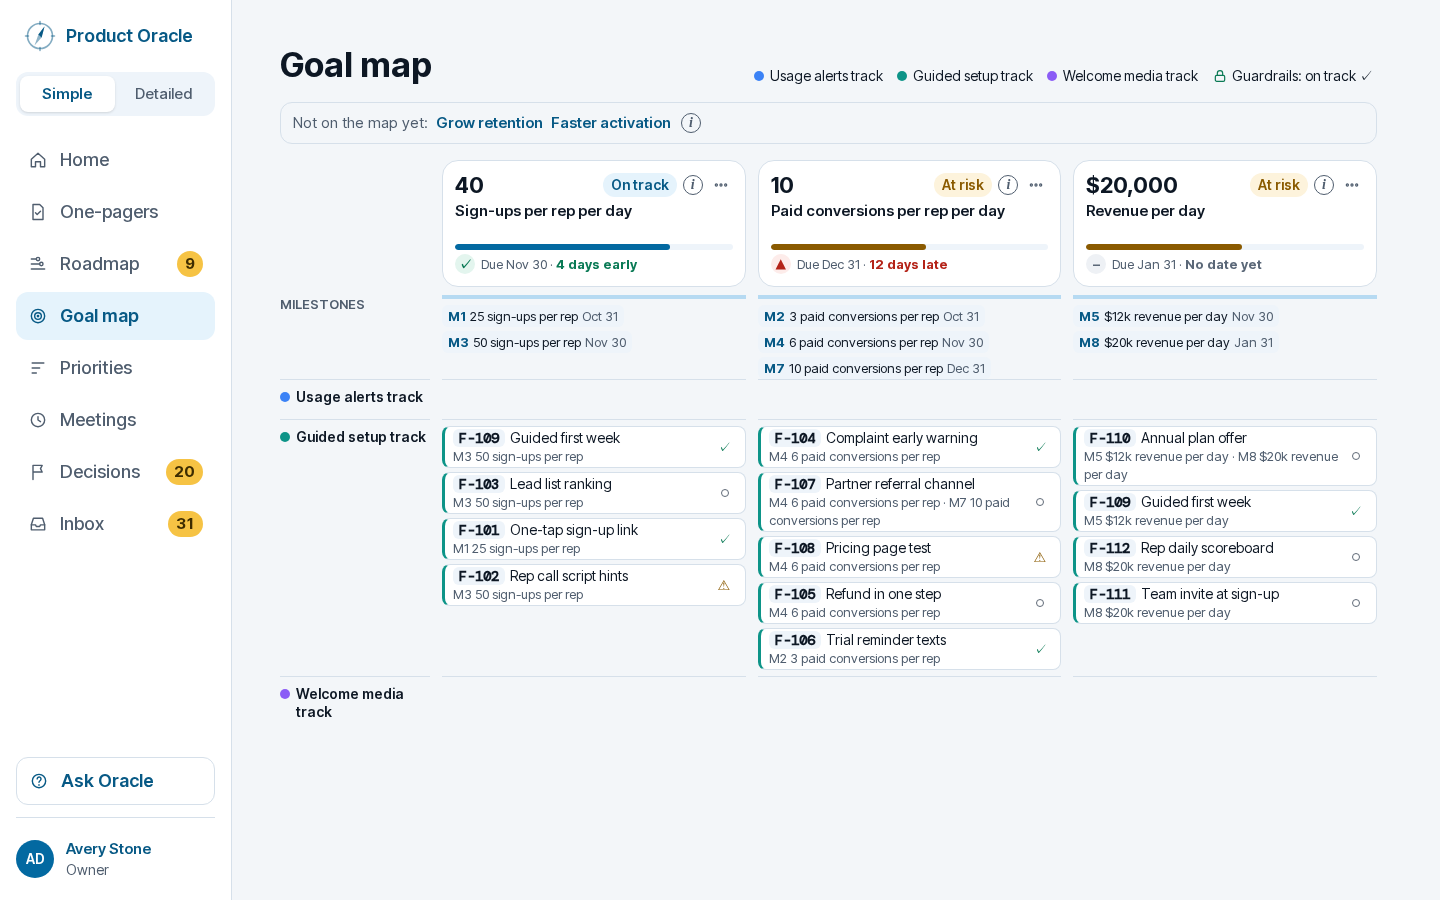 Product Oracle
Simple Detailed
Home
One-pagers
Roadmap 9
Goal map
Priorities
Meetings
Decisions 20
Inbox 31
Ask Oracle
AD
Avery Stone
Owner
Goal map
Usage alerts track Guided setup track Welcome media track Guardrails: on track ✓
Not on the map yet: Grow retention Faster activation i
40 On track i •••
Sign-ups per rep per day
✓ Due Nov 30 · 4 days early
10 At risk i •••
Paid conversions per rep per day
▲ Due Dec 31 · 12 days late
$20,000 At risk i •••
Revenue per day
– Due Jan 31 · No date yet
MILESTONES
M1 25 sign-ups per rep Oct 31
M3 50 sign-ups per rep Nov 30
M2 3 paid conversions per rep Oct 31
M4 6 paid conversions per rep Nov 30
M7 10 paid conversions per rep Dec 31
M5 $12k revenue per day Nov 30
M8 $20k revenue per day Jan 31
Usage alerts track
Guided setup track
F-109 Guided first week ✓
M3 50 sign-ups per rep
F-103 Lead list ranking ○
M3 50 sign-ups per rep
F-101 One-tap sign-up link ✓
M1 25 sign-ups per rep
F-102 Rep call script hints ⚠
M3 50 sign-ups per rep
F-104 Complaint early warning ✓
M4 6 paid conversions per rep
F-107 Partner referral channel ○
M4 6 paid conversions per rep · M7 10 paid
conversions per rep
F-108 Pricing page test ⚠
M4 6 paid conversions per rep
F-105 Refund in one step ○
M4 6 paid conversions per rep
F-106 Trial reminder texts ✓
M2 3 paid conversions per rep
F-110 Annual plan offer ○
M5 $12k revenue per day · M8 $20k revenue
per day
F-109 Guided first week ✓
M5 $12k revenue per day
F-112 Rep daily scoreboard ○
M8 $20k revenue per day
F-111 Team invite at sign-up ○
M8 $20k revenue per day
Welcome media
track